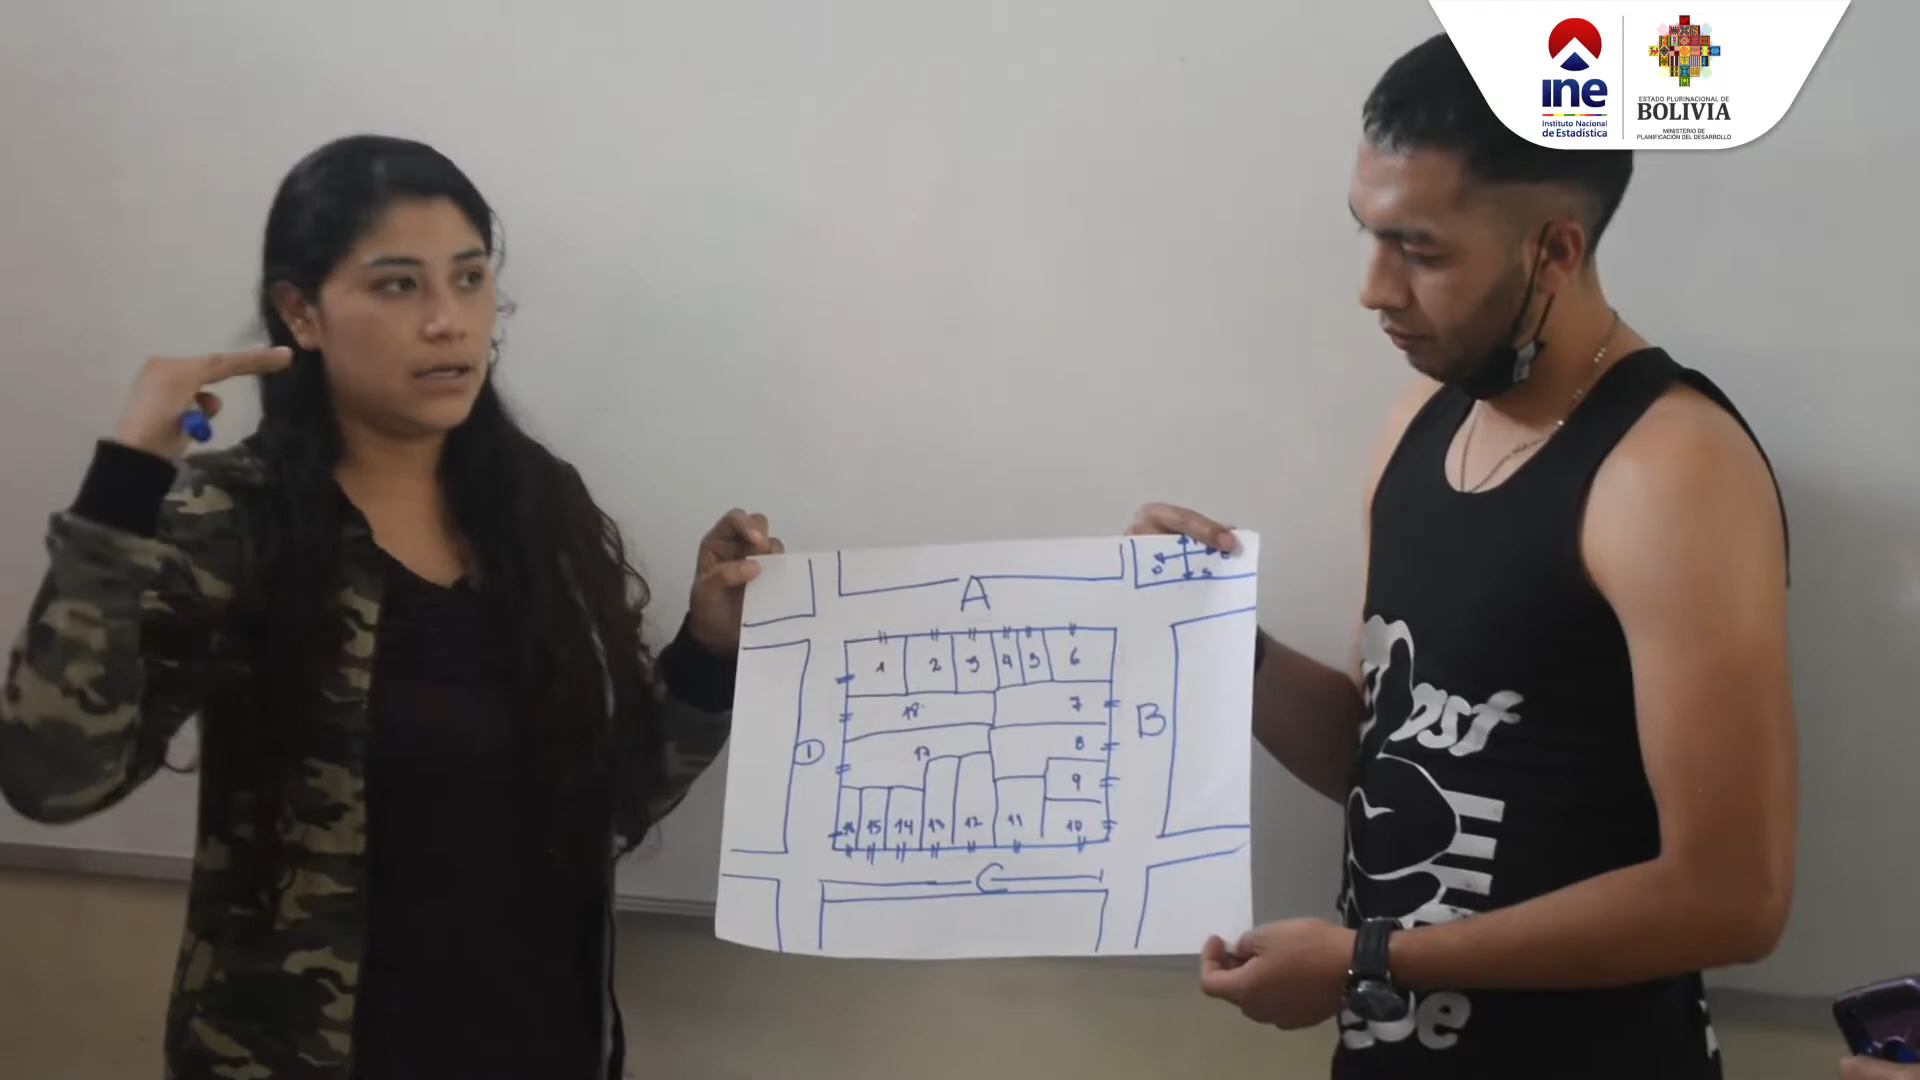 ine
Instituto Nacional
de Estadística
ESTADO PLURINACIONAL DE
BOLIVIA
MINISTERIO DE
PLANIFICACIÓN DEL DESARROLLO
O E
S
A
1 2 3 4 5 6
18 7
B
17 8
9
16 15 14 13 12 11 10
C